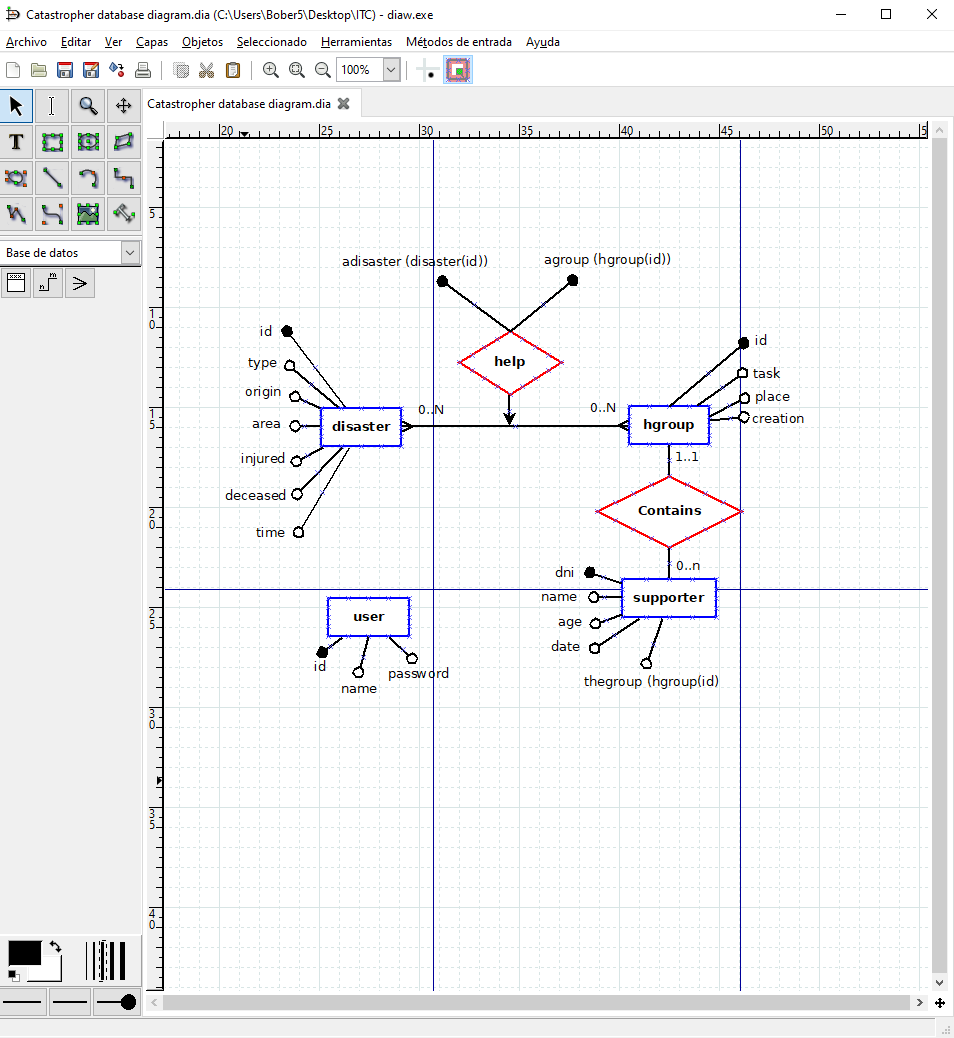 Catastropher database diagram.dia (C:\Users\Bober5\Desktop\ITC) - diaw.exe
Archivo Editar Ver Capas Objetos Seleccionado Herramientas Métodos de entrada Ayuda
100%
Catastropher database diagram.dia
20 25 30 35 40 45 50 5
T
5
Base de datos
adisaster (disaster(id))
agroup (hgroup(id))
10
id
id
help
type
task
origin
place
0..N
0..N
15
area
disaster
hgroup
creation
injured
1..1
deceased
20
Contains
time
0..n
dni
name
supporter
25
user
age
date
id
password
thegroup (hgroup(id)
name
30
35
40